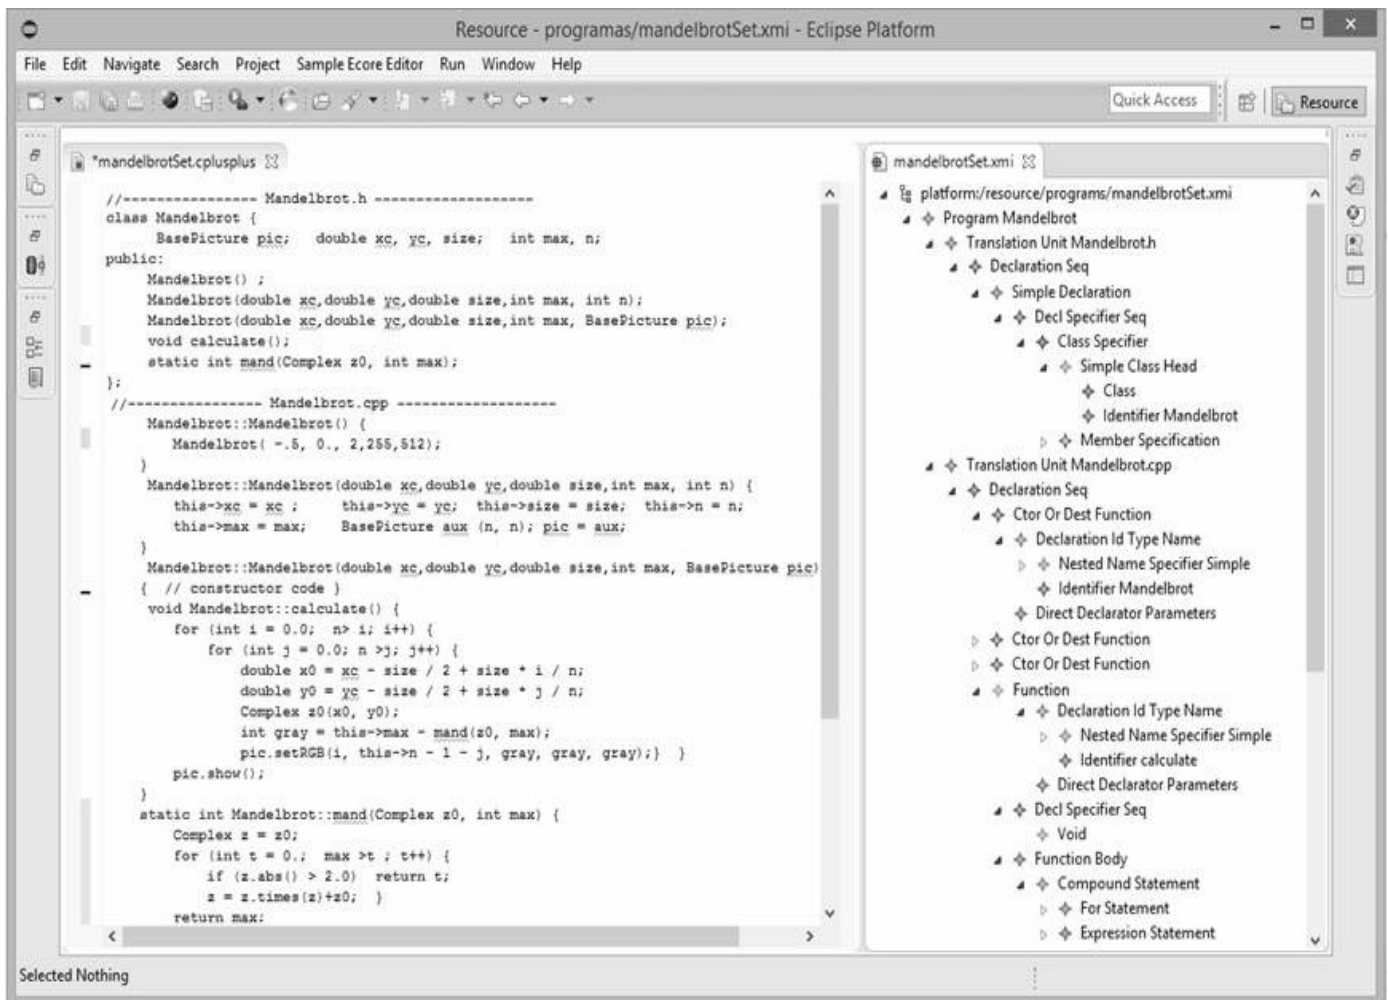 Resource - programas/mandelbrotSet.xmi - Eclipse Platform
File Edit Navigate Search Project Sample Ecore Editor Run Window Help
Quick Access
Resource
*mandelbrotSet.cplusplus
//---------------- Mandelbrot.h -------------------
class Mandelbrot {
BasePicture pic; double xc, yc, size; int max, n;
public:
Mandelbrot() ;
Mandelbrot(double xc,double yc,double size,int max, int n);
Mandelbrot(double xc,double yc,double size,int max, BasePicture pic);
void calculate();
static int mand(Complex z0, int max);
};
//---------------- Mandelbrot.cpp -------------------
Mandelbrot::Mandelbrot() {
Mandelbrot( -.5, 0., 2,255,512);
}
Mandelbrot::Mandelbrot(double xc,double yc,double size,int max, int n) {
this->xc = xc ; this->yc = yc; this->size = size; this->n = n;
this->max = max; BasePicture aux (n, n); pic = aux;
}
Mandelbrot::Mandelbrot(double xc,double yc,double size,int max, BasePicture pic)
{ // constructor code }
void Mandelbrot::calculate() {
for (int i = 0.0; n> i; i++) {
for (int j = 0.0; n >j; j++) {
double x0 = xc - size / 2 + size * i / n;
double y0 = yc - size / 2 + size * j / n;
Complex z0(x0, y0);
int gray = this->max - mand(z0, max);
pic.setRGB(i, this->n - 1 - j, gray, gray, gray);} }
pic.show();
}
static int Mandelbrot::mand(Complex z0, int max) {
Complex z = z0;
for (int t = 0.; max >t ; t++) {
if (z.abs() > 2.0) return t;
z = z.times(z)+z0; }
return max;
mandelbrotSet.xmi
platform:/resource/programs/mandelbrotSet.xmi
Program Mandelbrot
Translation Unit Mandelbrot.h
Declaration Seq
Simple Declaration
Decl Specifier Seq
Class Specifier
Simple Class Head
Class
Identifier Mandelbrot
Member Specification
Translation Unit Mandelbrot.cpp
Declaration Seq
Ctor Or Dest Function
Declaration Id Type Name
Nested Name Specifier Simple
Identifier Mandelbrot
Direct Declarator Parameters
Ctor Or Dest Function
Ctor Or Dest Function
Function
Declaration Id Type Name
Nested Name Specifier Simple
Identifier calculate
Direct Declarator Parameters
Decl Specifier Seq
Void
Function Body
Compound Statement
For Statement
Expression Statement
Selected Nothing